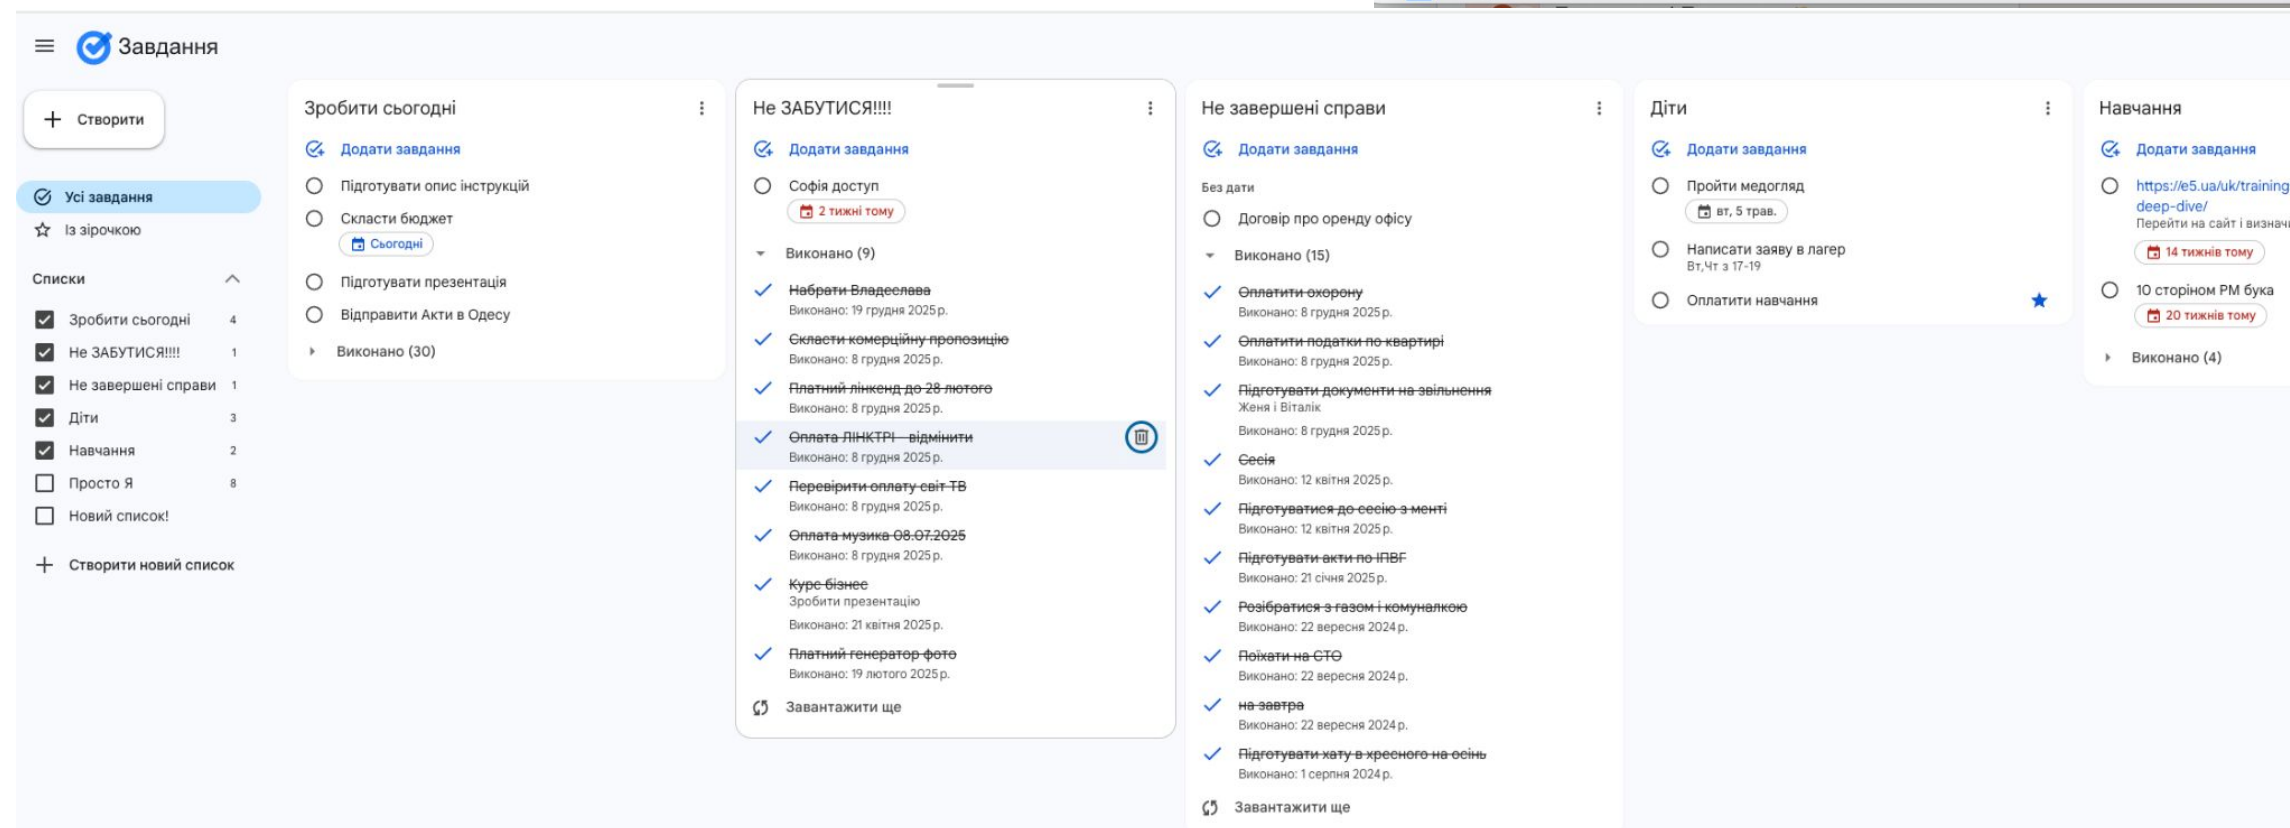 Завдання
Створити
Усі завдання
Із зірочкою
Списки
Зробити сьогодні 4
Не ЗАБУТИСЯ!!!! 1
Не завершені справи 1
Діти 3
Навчання 2
Просто Я 8
Новий список!
Створити новий список
Зробити сьогодні
Додати завдання
Підготувати опис інструкцій
Скласти бюджет
Сьогодні
Підготувати презентація
Відправити Акти в Одесу
Виконано (30)
Не ЗАБУТИСЯ!!!!
Додати завдання
Софія доступ
2 тижні тому
Виконано (9)
Набрати Владеслава
Виконано: 19 грудня 2025 р.
Скласти комерційну пропозицію
Виконано: 8 грудня 2025 р.
Платний лінкенд до 28 лютого
Виконано: 8 грудня 2025 р.
Оплата ЛІНКТРІ - відмінити
Виконано: 8 грудня 2025 р.
Перевірити оплату світ ТВ
Виконано: 8 грудня 2025 р.
Оплата музика 08.07.2025
Виконано: 8 грудня 2025 р.
Курс бізнес
Зробити презентацію
Виконано: 21 квітня 2025 р.
Платний генератор фото
Виконано: 19 лютого 2025 р.
Завантажити ще
Не завершені справи
Додати завдання
Без дати
Договір про оренду офісу
Виконано (15)
Оплатити охорону
Виконано: 8 грудня 2025 р.
Оплатити податки по квартирі
Виконано: 8 грудня 2025 р.
Підготувати документи на звільнення
Женя і Віталік
Виконано: 8 грудня 2025 р.
Сесія
Виконано: 12 квітня 2025 р.
Підготуватися до сесію з менті
Виконано: 12 квітня 2025 р.
Підготувати акти по ІПВГ
Виконано: 21 січня 2025 р.
Розібратися з газом і комуналкою
Виконано: 22 вересня 2024 р.
Поїхати на СТО
Виконано: 22 вересня 2024 р.
на завтра
Виконано: 22 вересня 2024 р.
Підготувати хату в хресного на осінь
Виконано: 1 серпня 2024 р.
Завантажити ще
Діти
Додати завдання
Пройти медогляд
вт, 5 трав.
Написати заяву в лагер
Вт,Чт з 17-19
Оплатити навчання
Навчання
Додати завдання
https://e5.ua/uk/training
deep-dive/
Перейти на сайт і визнач
14 тижнів тому
10 сторіном РМ бука
20 тижнів тому
Виконано (4)